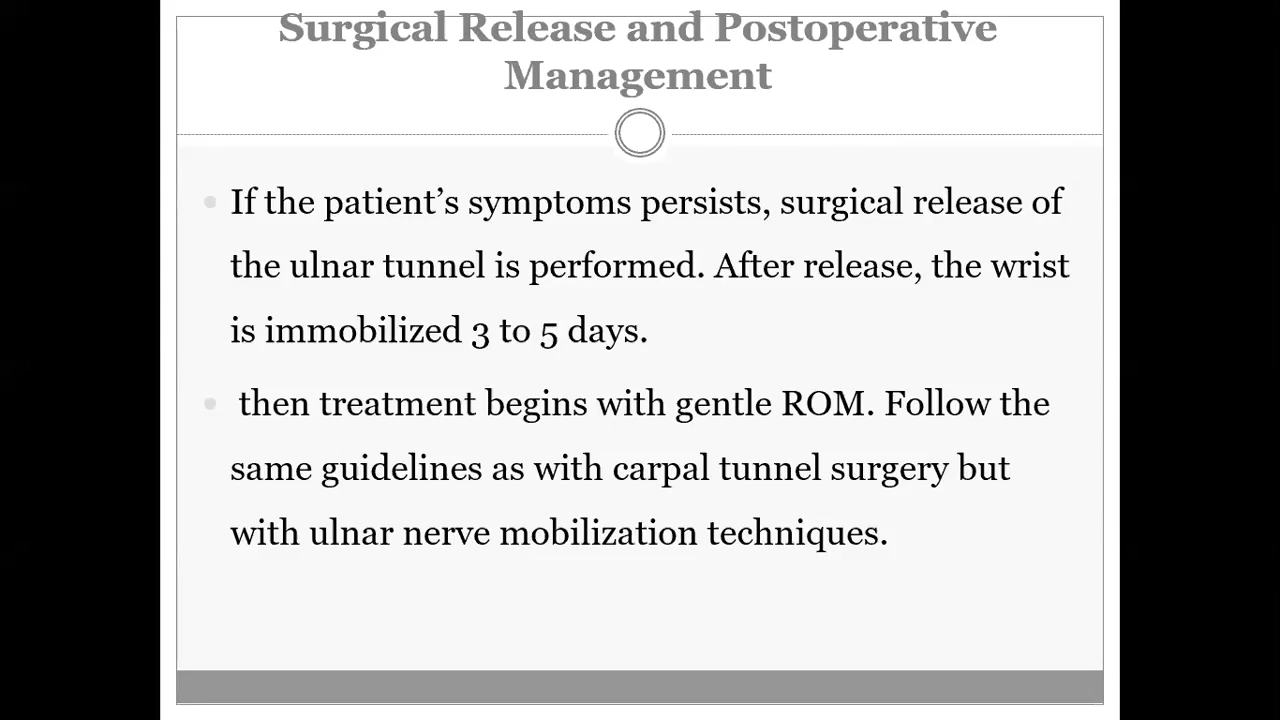 Surgical Release and Postoperative
Management
If the patient’s symptoms persists, surgical release of
the ulnar tunnel is performed. After release, the wrist
is immobilized 3 to 5 days.
then treatment begins with gentle ROM. Follow the
same guidelines as with carpal tunnel surgery but
with ulnar nerve mobilization techniques.